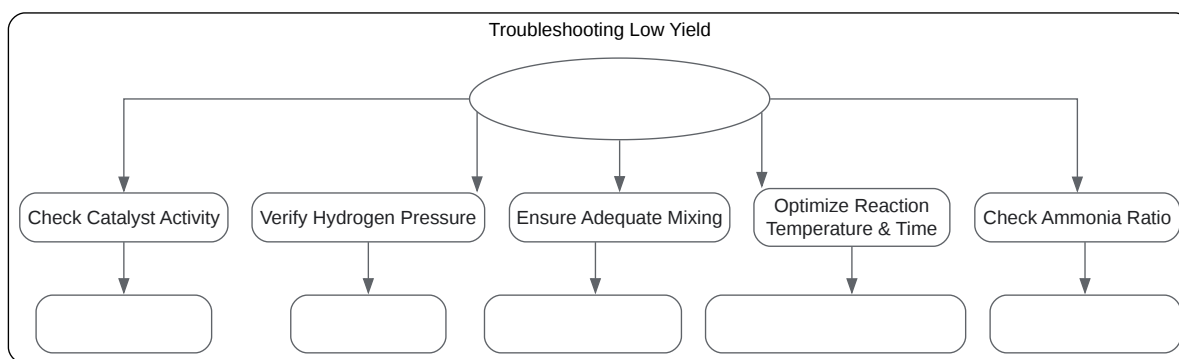 Troubleshooting Low Yield
Check Catalyst Activity
Verify Hydrogen Pressure
Ensure Adequate Mixing
Optimize Reaction
Temperature & Time
Check Ammonia Ratio